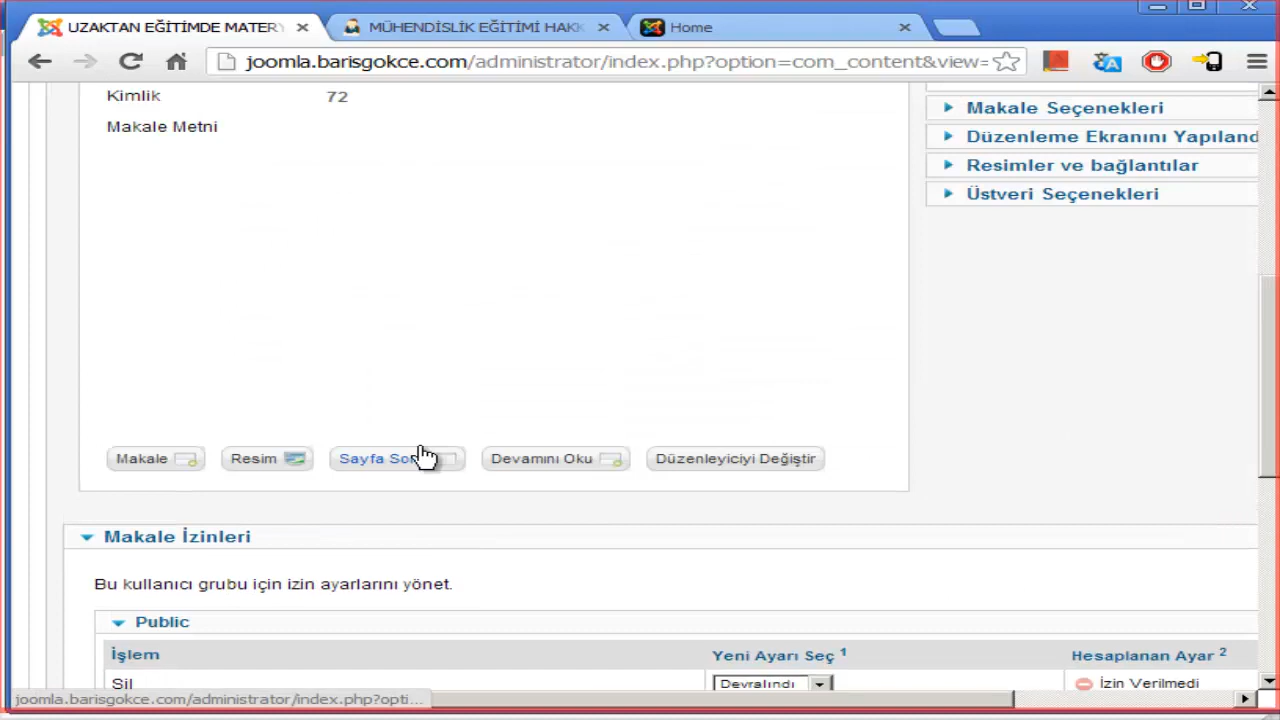 UZAKTAN EĞİTİMDE MATERY
MÜHENDİSLİK EĞİTİMİ HAKK
Home
joomla.barisgokce.com/administrator/index.php?option=com_content&view=
Kimlik 72
Makale Metni
Makale Seçenekleri
Düzenleme Ekranını Yapıland
Resimler ve bağlantılar
Üstveri Seçenekleri
Makale
Resim
Sayfa Son
Devamını Oku
Düzenleyiciyi Değiştir
Makale İzinleri
Bu kullanıcı grubu için izin ayarlarını yönet.
Public
İşlem Yeni Ayarı Seç 1 Hesaplanan Ayar 2
Sil Devralındı İzin Verilmedi
joomla.barisgokce.com/administrator/index.php?opti...